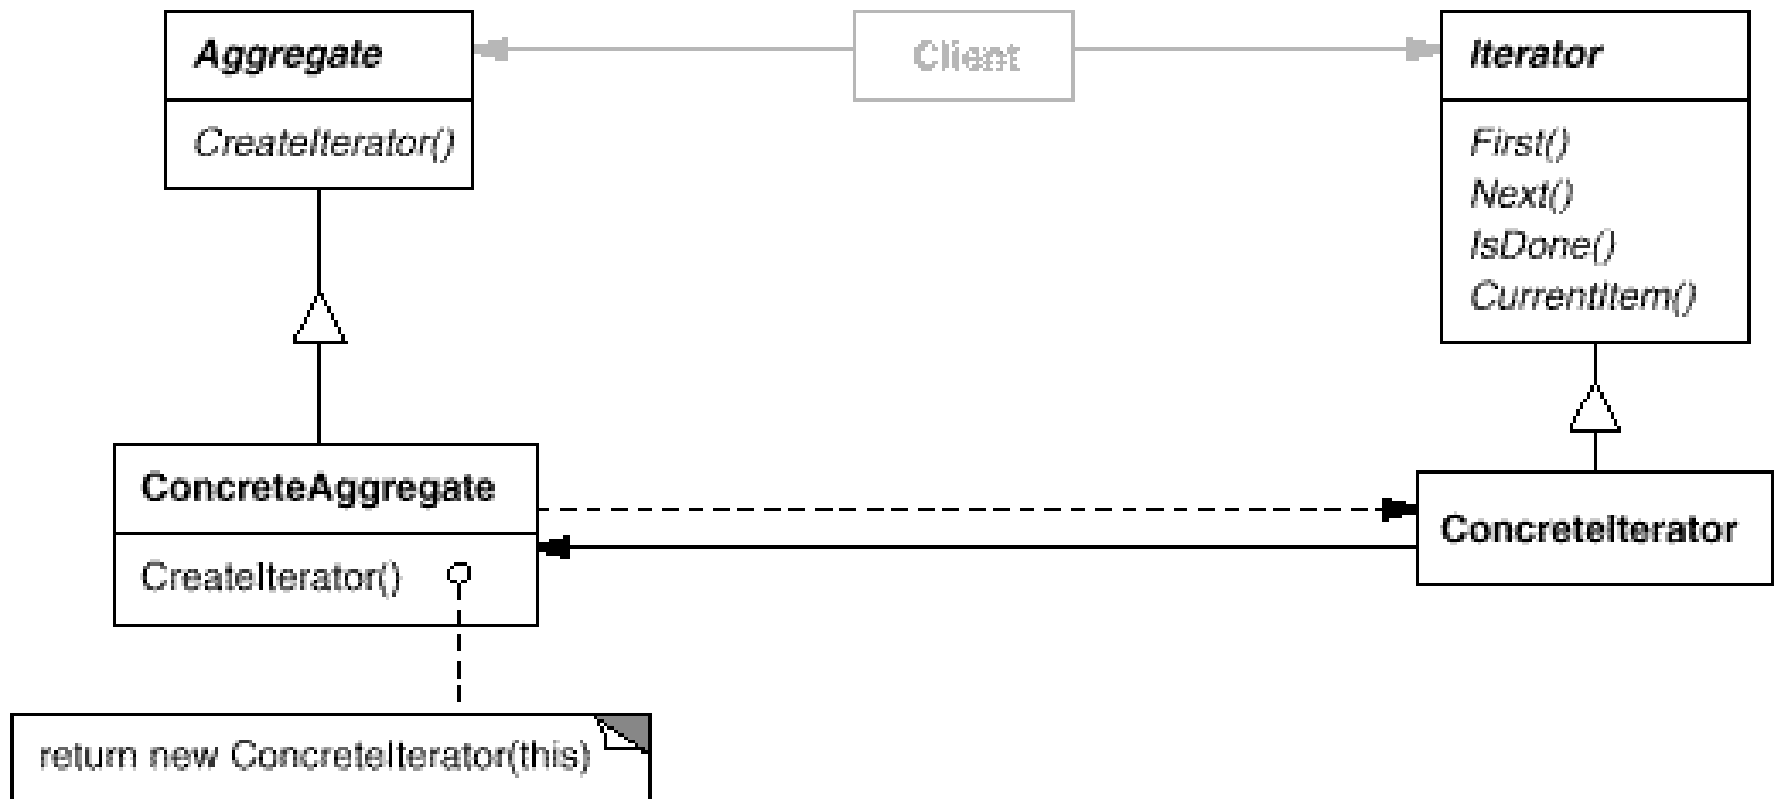 Aggregate
CreateIterator()
Client
Iterator
First()
Next()
IsDone()
CurrentItem()
ConcreteAggregate
CreateIterator()
ConcreteIterator
return new ConcreteIterator(this)